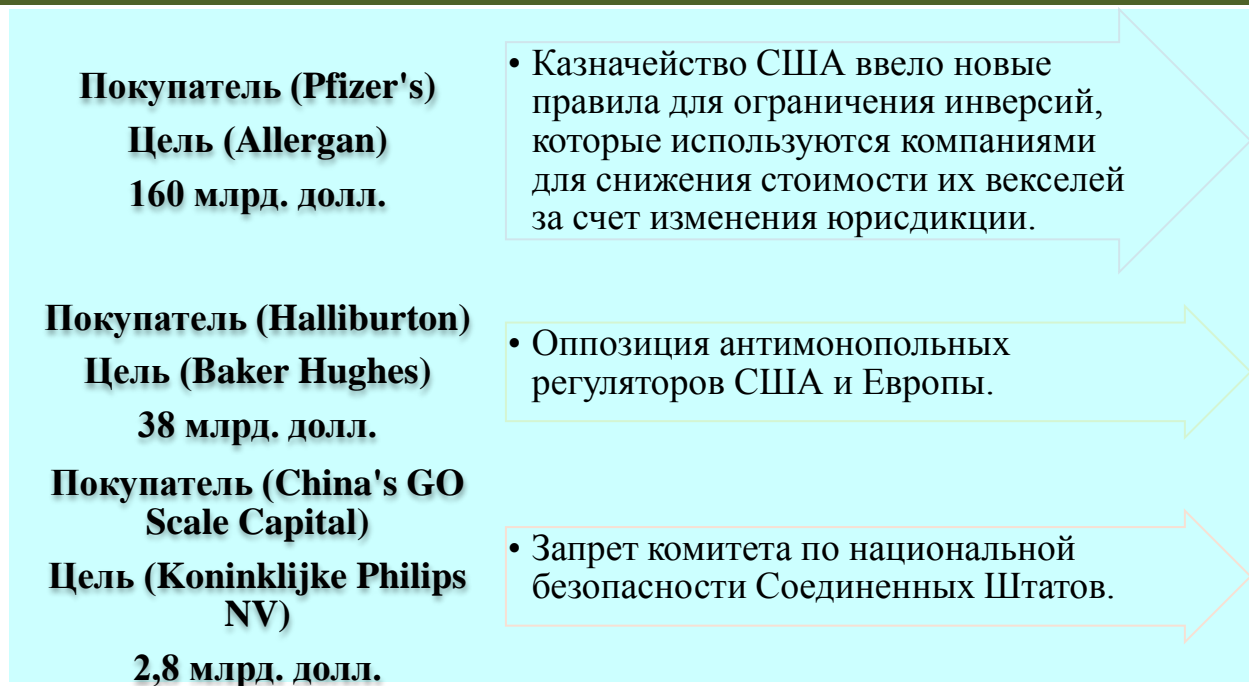 Покупатель (Pfizer's)
Цель (Allergan)
160 млрд. долл.
• Казначейство США ввело новые
правила для ограничения инверсий,
которые используются компаниями
для снижения стоимости их векселей
за счет изменения юрисдикции.
Покупатель (Halliburton)
Цель (Baker Hughes)
38 млрд. долл.
• Оппозиция антимонопольных
регуляторов США и Европы.
Покупатель (China's GO
Scale Capital)
Цель (Koninklijke Philips
NV)
2,8 млрд. долл.
• Запрет комитета по национальной
безопасности Соединенных Штатов.